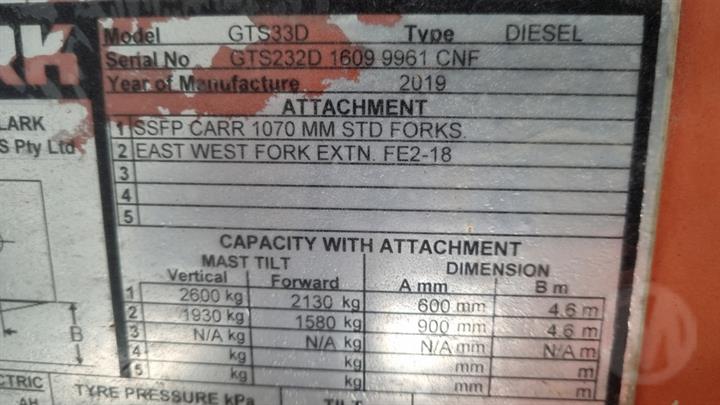 RK
Model GTS33D Type DIESEL
Serial No GTS232D 1609 9961 CNF
Year of Manufacture 2019
ATTACHMENT
LARK
S Pty Ltd
1 SSFP CARR 1070 MM STD FORKS.
2 EAST WEST FORK EXTN. FE2-18
3
4
5
CAPACITY WITH ATTACHMENT
MAST TILT DIMENSION
Vertical Forward A mm B m
1 2600 kg 2130 kg 600 mm 4.6 m
2 1930 kg 1580 kg 900 mm 4.6 m
3 N/A kg N/A kg N/A mm N/A m
4 kg kg mm m
5 kg kg mm m
B
CTRIC TYRE PRESSURE kPa TILT
AH